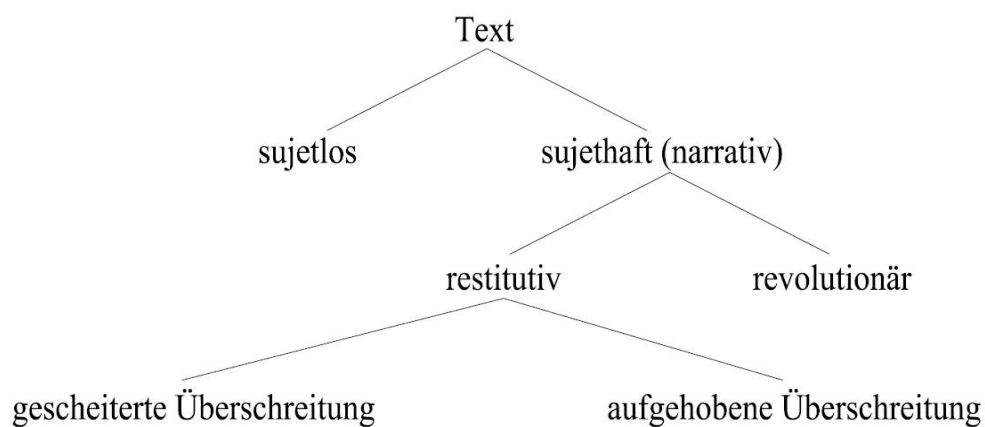 Text
sujetlos
sujethaft (narrativ)
restitutiv
revolutionär
gescheiterte Überschreitung
aufgehobene Überschreitung